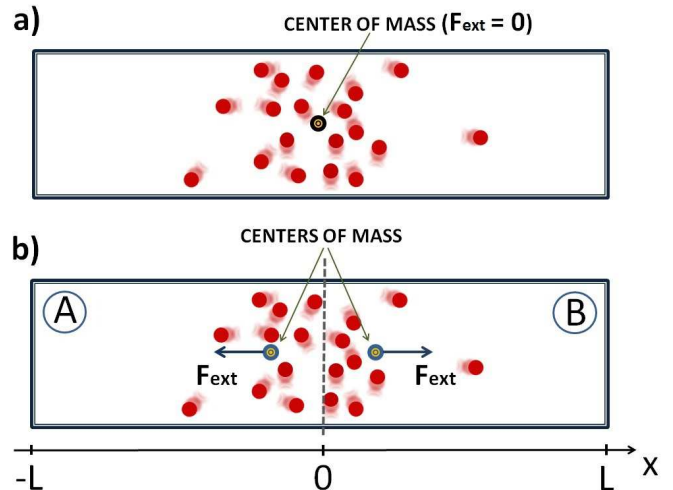 a)
CENTER OF MASS (Fext = 0)
b)
CENTERS OF MASS
A
B
Fext
Fext
-L
0
L
X